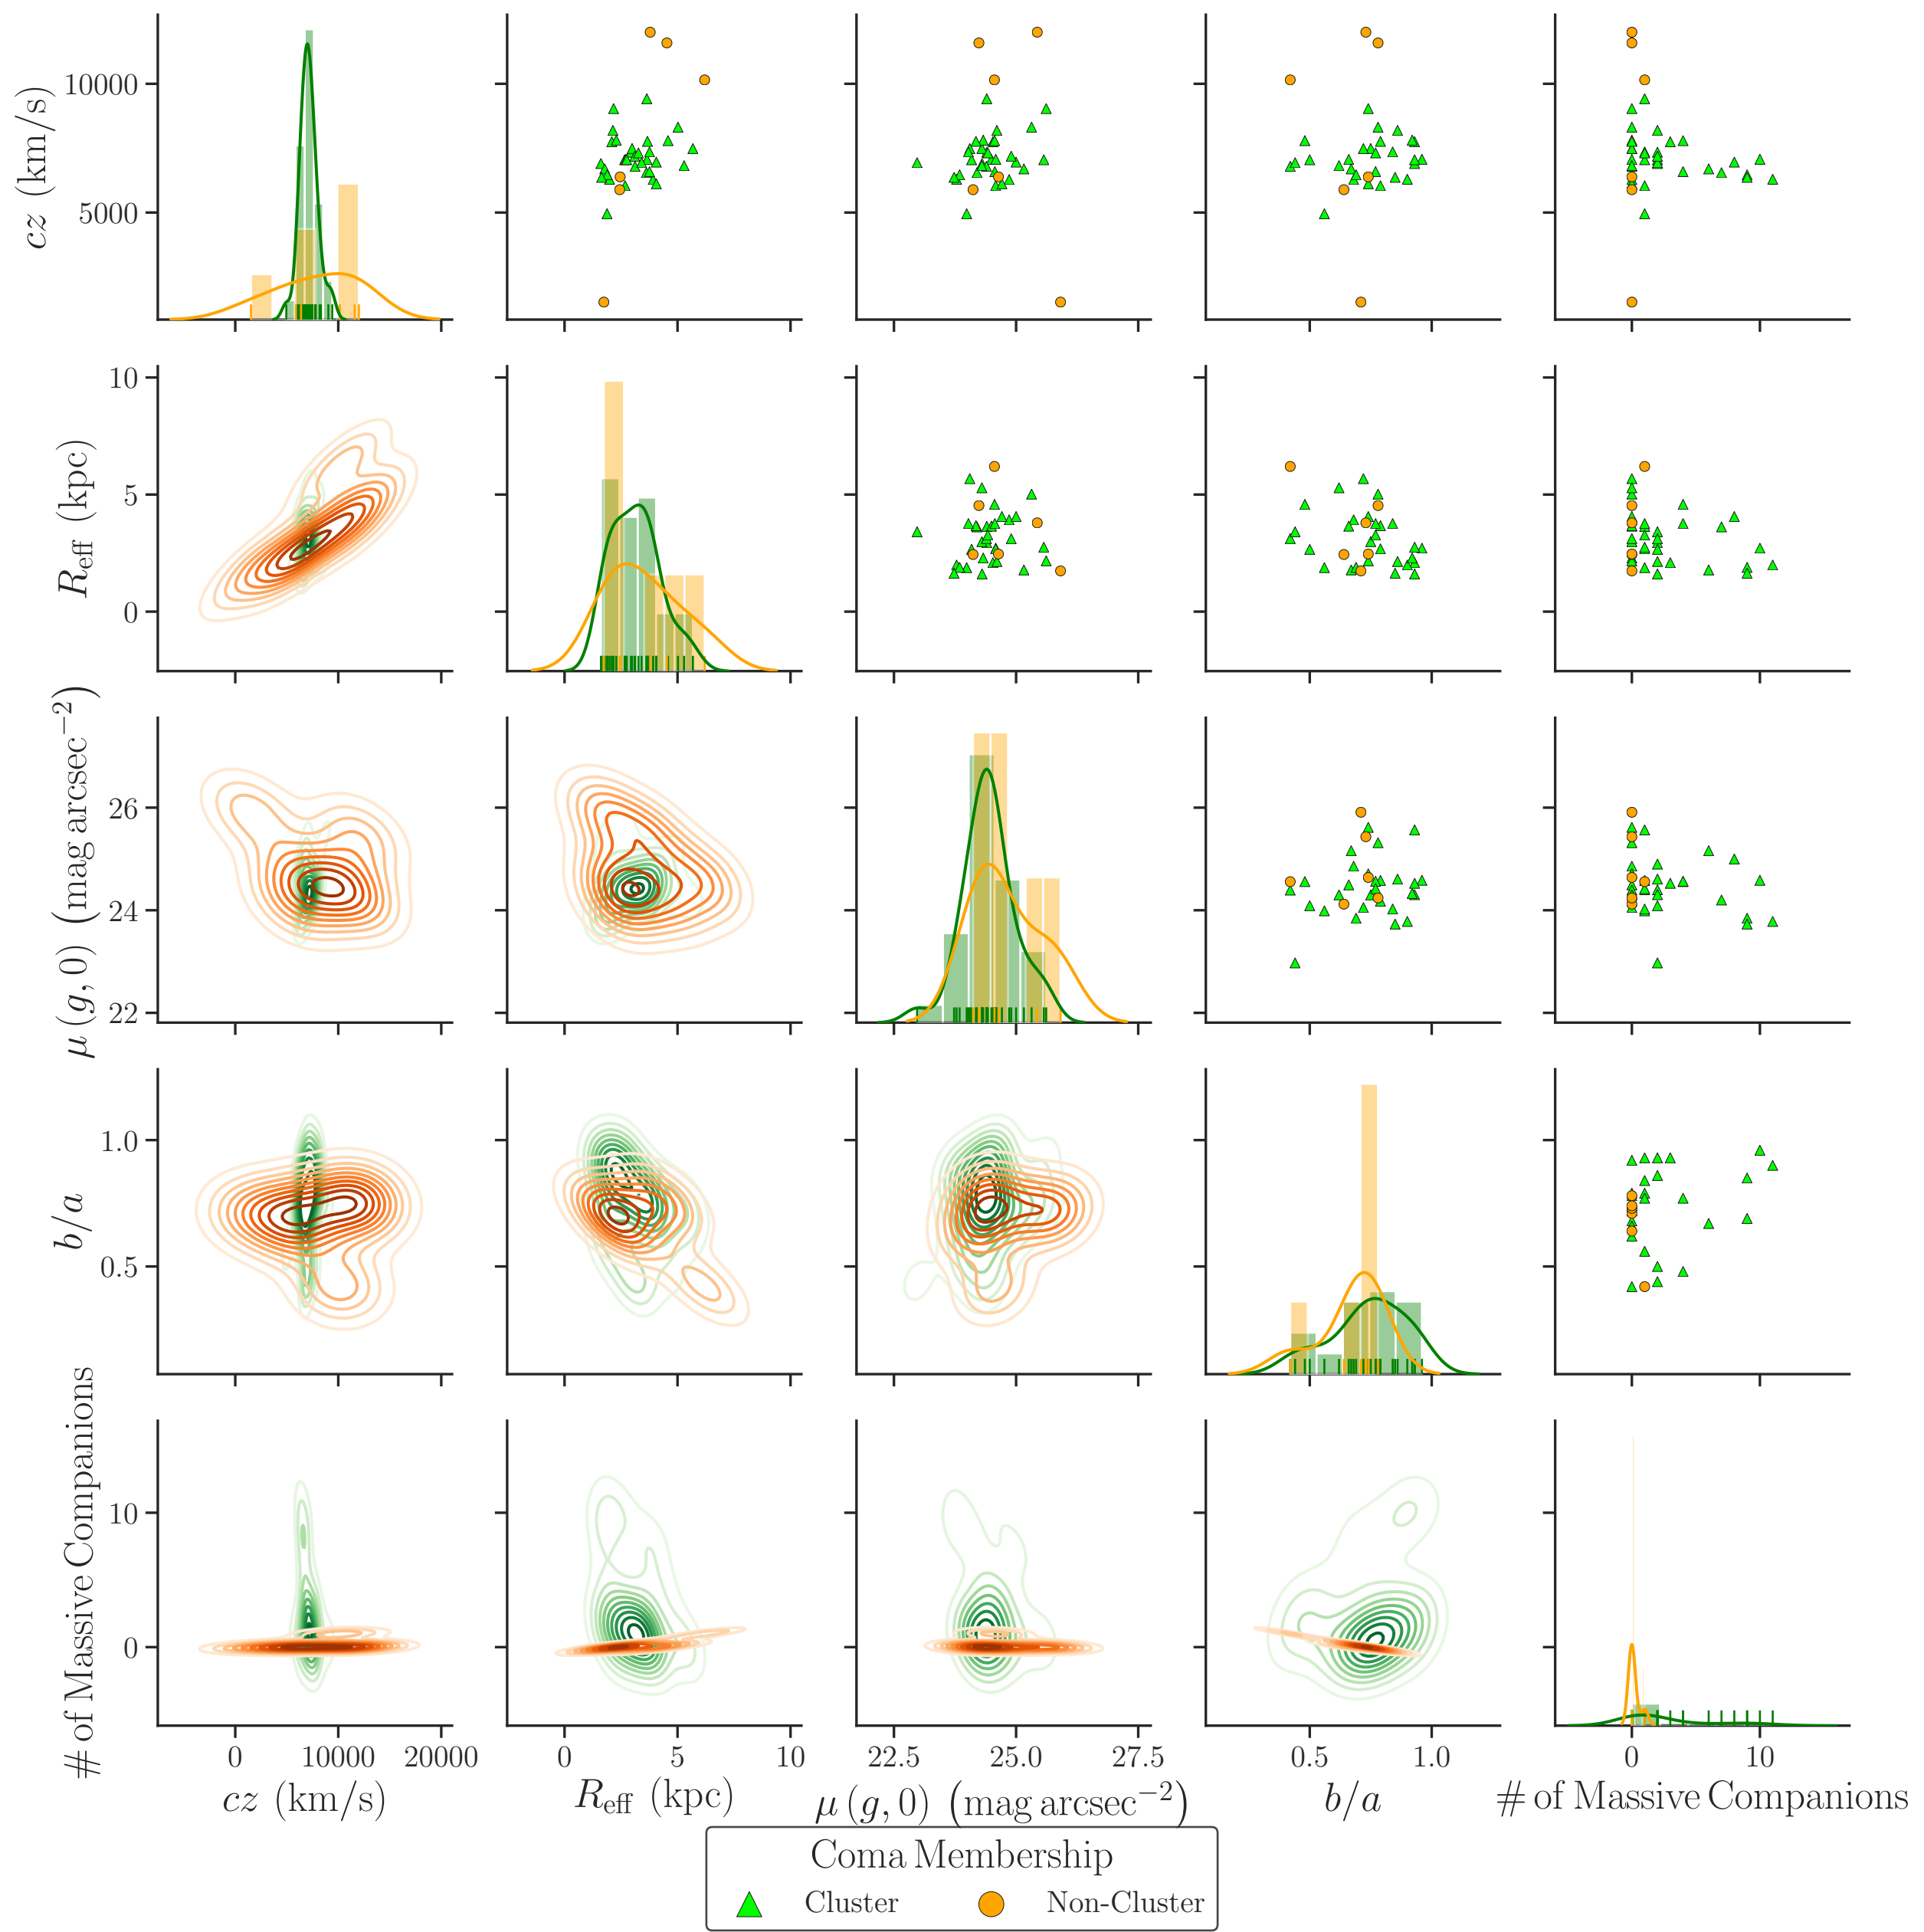 10000
5000
cz (km/s)
10
5
0
R_eff (kpc)
26
24
22
μ(g,0) (mag arcsec⁻²)
1.0
0.5
b/a
10
0
# of Massive Companions
0 10000 20000
0 5 10
22.5 25.0 27.5
0.5 1.0
0 10
cz (km/s)
R_eff (kpc)
μ(g,0) (mag arcsec⁻²)
b/a
# of Massive Companions
Coma Membership
Cluster
Non-Cluster